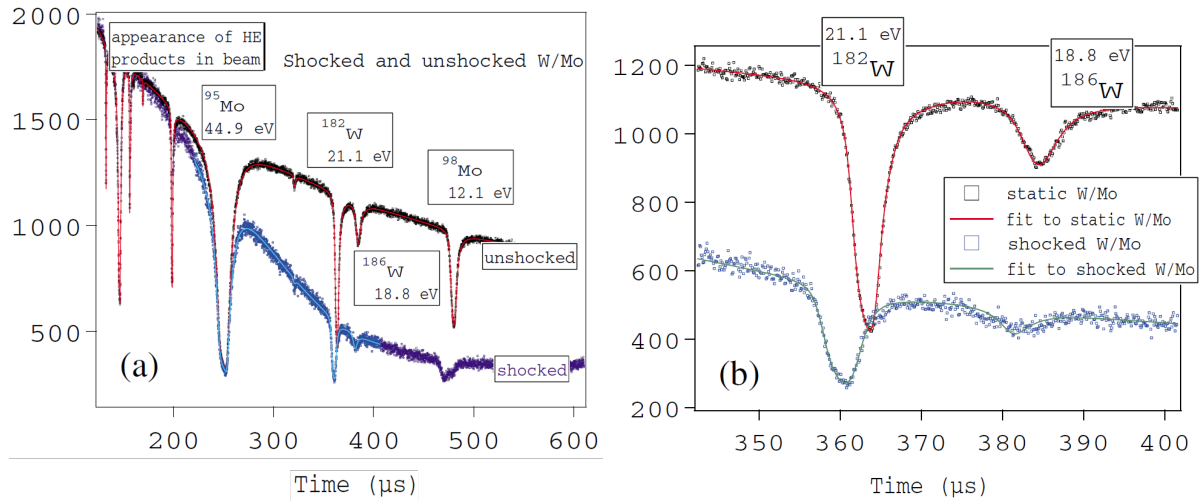 2000
1500
1000
500
appearance of HE
products in beam
Shocked and unshocked W/Mo
⁹⁵Mo
44.9 eV
¹⁸²W
21.1 eV
⁹⁸Mo
12.1 eV
¹⁸⁶W
18.8 eV
unshocked
shocked
(a)
200 300 400 500 600
Time (µs)
1200
1000
800
600
400
200
21.1 eV
¹⁸²W
18.8 eV
¹⁸⁶W
static W/Mo
fit to static W/Mo
shocked W/Mo
fit to shocked W/Mo
(b)
350 360 370 380 390 400
Time (µs)